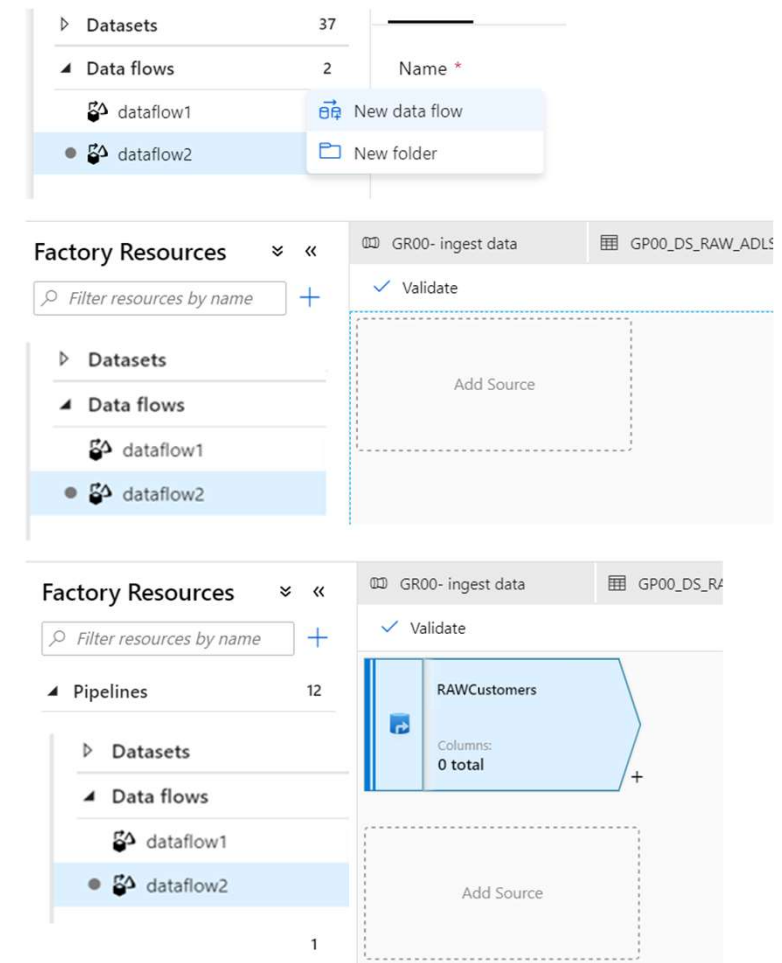 Datasets 37
Data flows 2 Name *
dataflow1 New data flow
dataflow2 New folder
Factory Resources GR00- ingest data GP00_DS_RAW_ADLS
Filter resources by name Validate
Datasets Add Source
Data flows
dataflow1
dataflow2
Factory Resources GR00- ingest data GP00_DS_RA
Filter resources by name Validate
Pipelines 12 RAWCustomers
Datasets Columns:
0 total
Data flows
dataflow1
dataflow2 Add Source
1